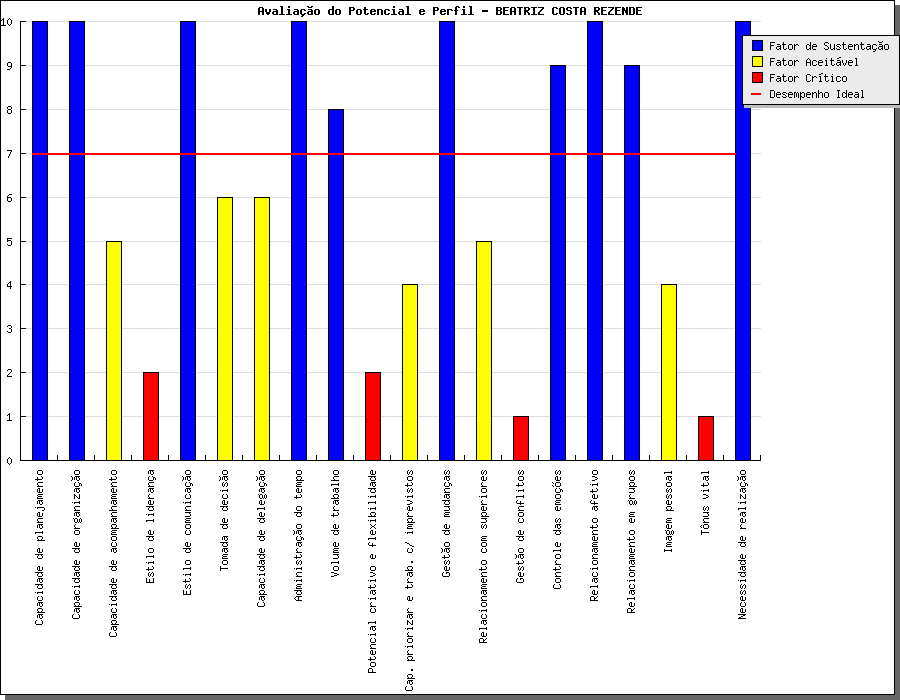 Avaliação do Potencial e Perfil - BEATRIZ COSTA REZENDE
Fator de Sustentação
Fator Aceitável
Fator Crítico
Desempenho Ideal
10
9
8
7
6
5
4
3
2
1
0
Capacidade de planejamento
Capacidade de organização
Capacidade de acompanhamento
Estilo de liderança
Estilo de comunicação
Tomada de decisão
Capacidade de delegação
Administração do tempo
Volume de trabalho
Potencial criativo e flexibilidade
Cap. priorizar e trab. c/ imprevistos
Gestão de mudanças
Relacionamento com superiores
Gestão de conflitos
Controle das emoções
Relacionamento afetivo
Relacionamento em grupos
Imagem pessoal
Tônus vital
Necessidade de realização